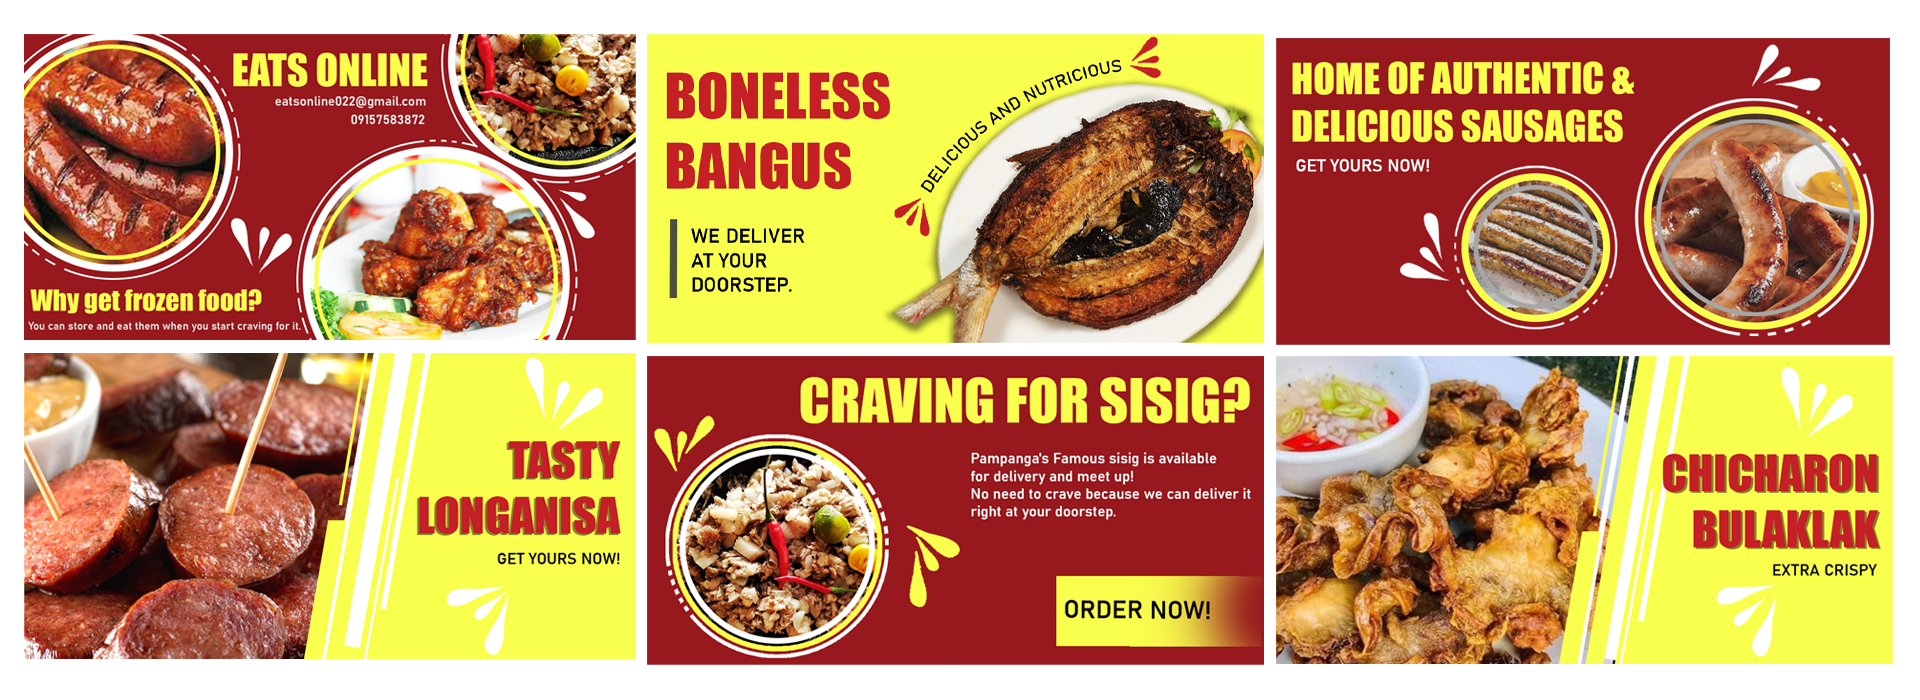 EATS ONLINE
eatsonline022@gmail.com
09157583872
Why get frozen food?
You can store and eat them when you start craving for it.
BONELESS
BANGUS
DELICIOUS AND NUTRICIOUS
WE DELIVER
AT YOUR
DOORSTEP.
HOME OF AUTHENTIC &
DELICIOUS SAUSAGES
GET YOURS NOW!
TASTY
LONGANISA
GET YOURS NOW!
CRAVING FOR SISIG?
Pampanga's Famous sisig is available
for delivery and meet up!
No need to crave because we can deliver it
right at your doorstep.
ORDER NOW!
CHICHARON
BULAKLAK
EXTRA CRISPY